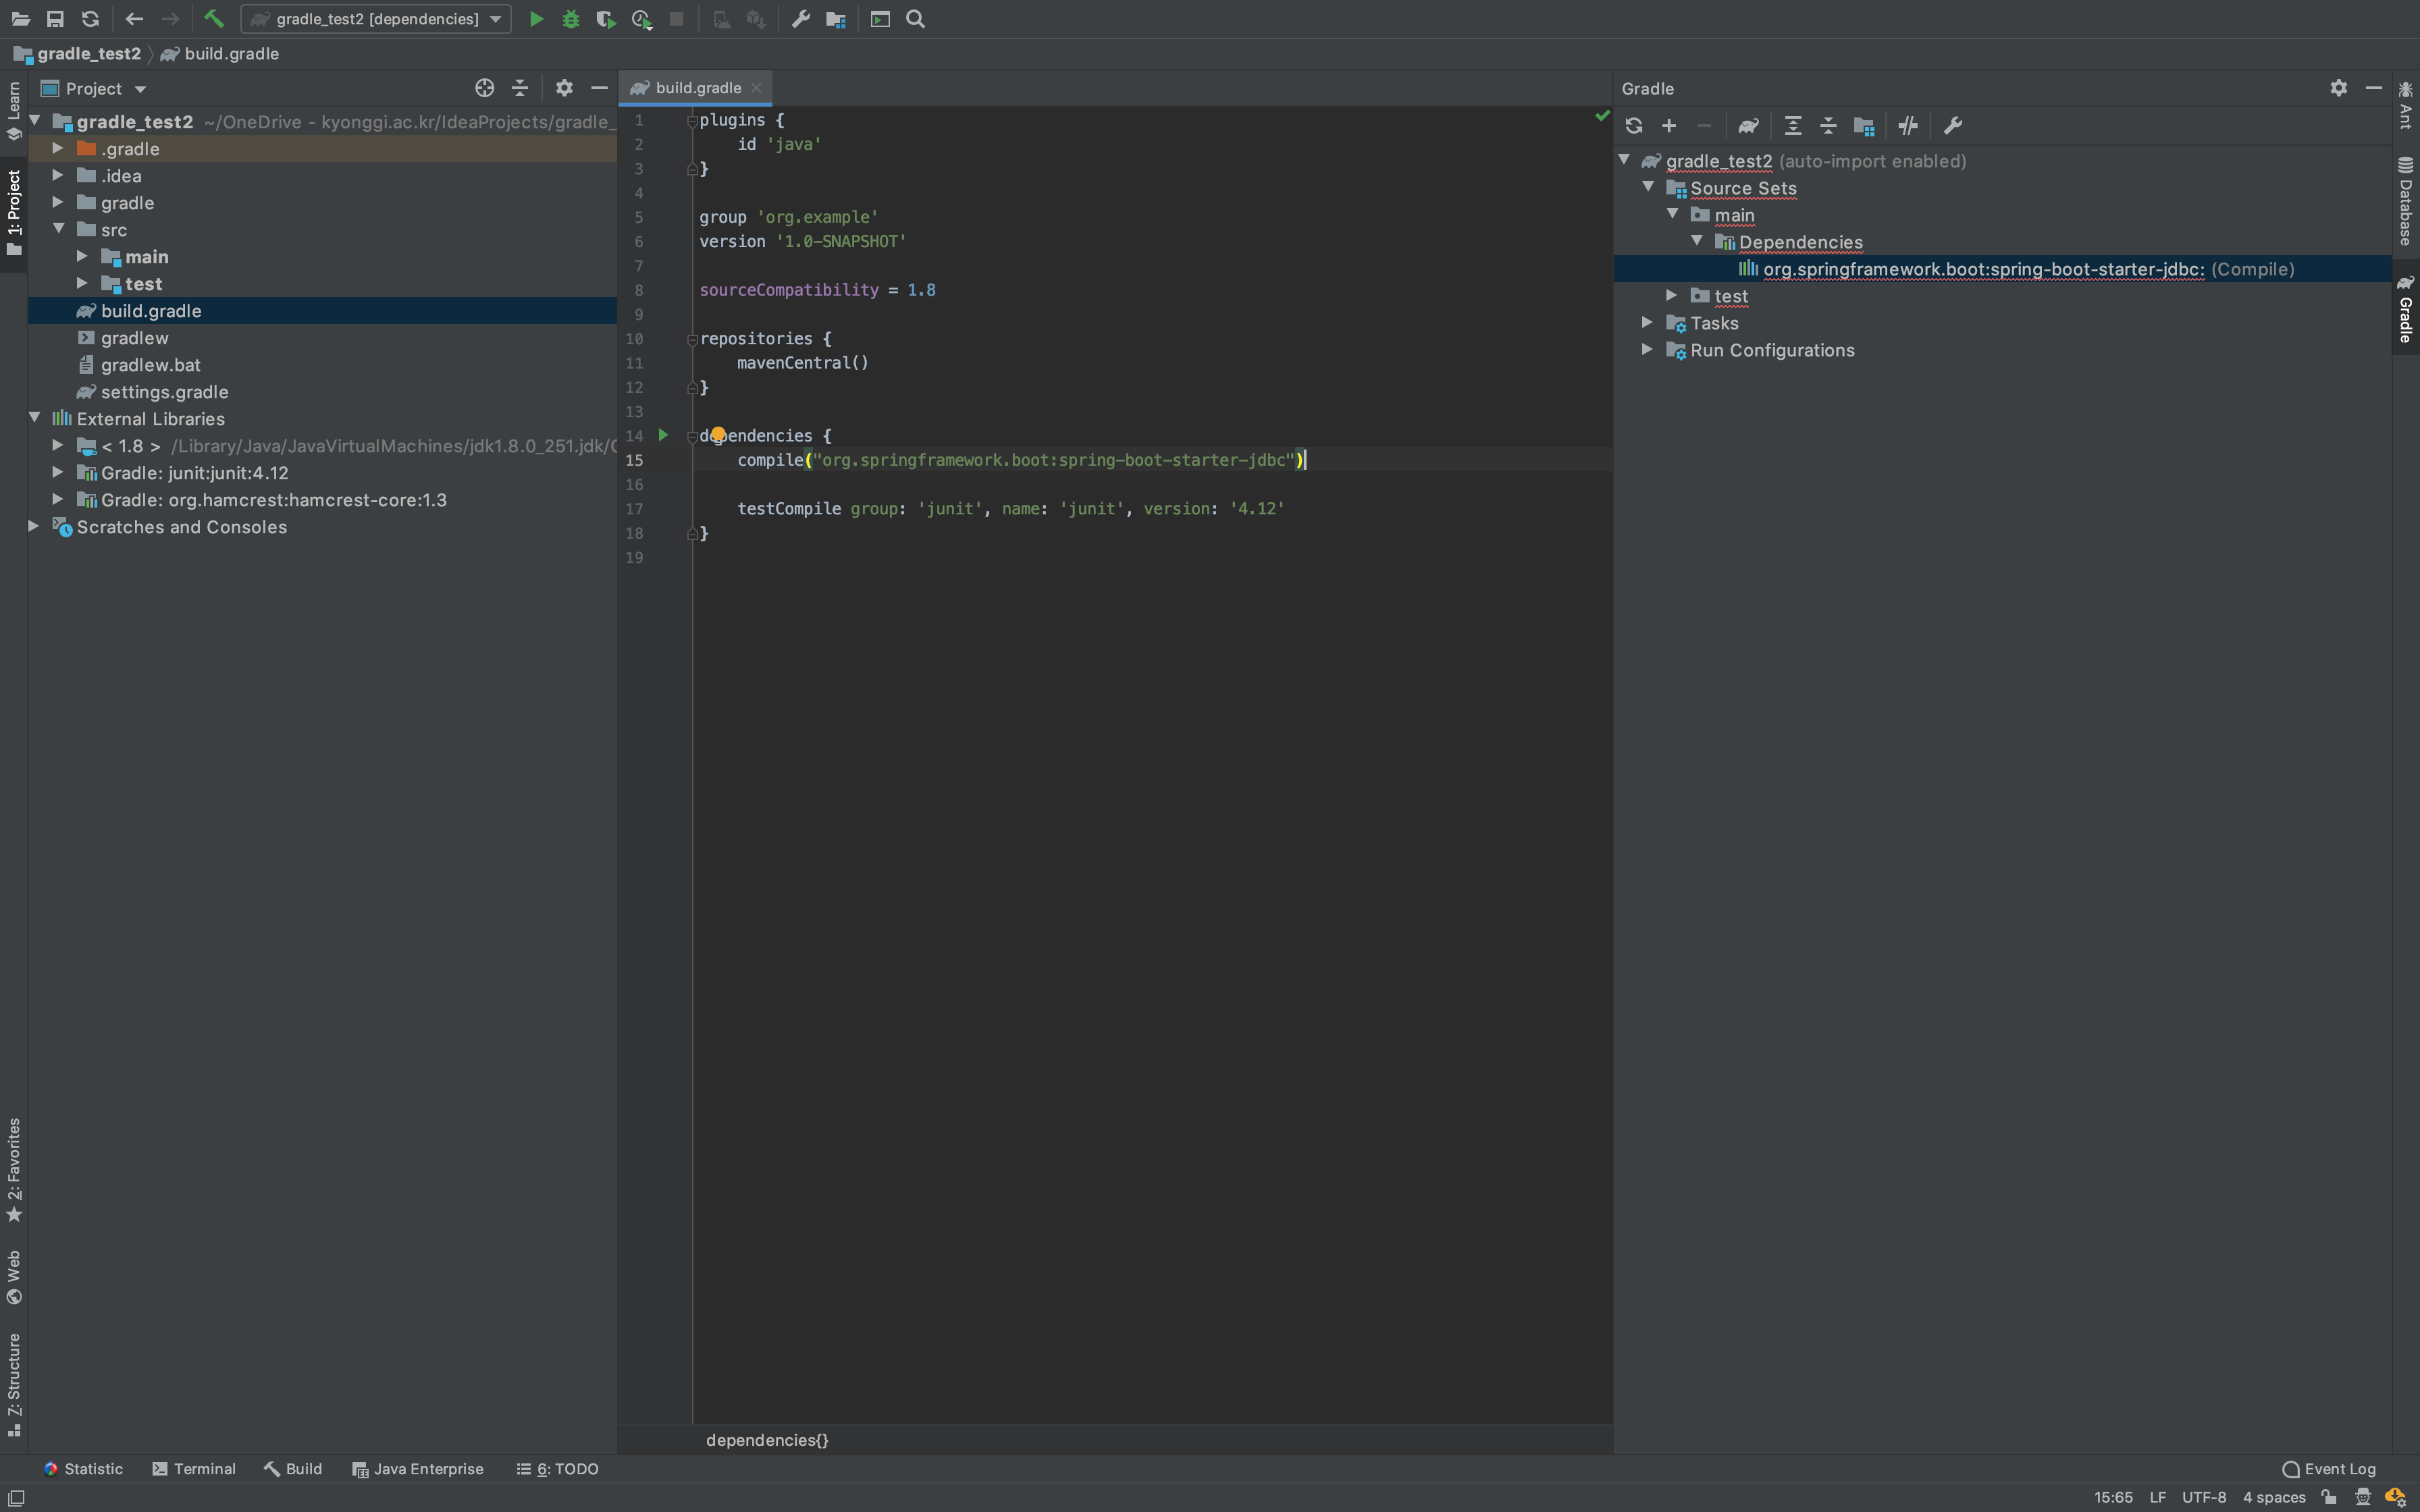 gradle_test2 [dependencies]
gradle_test2
build.gradle
Learn
1: Project
2: Favorites
Web
7: Structure
Project
gradle_test2 ~/OneDrive - kyonggi.ac.kr/IdeaProjects/gradle_
.gradle
.idea
gradle
src
main
test
build.gradle
gradlew
gradlew.bat
settings.gradle
External Libraries
< 1.8 > /Library/Java/JavaVirtualMachines/jdk1.8.0_251.jdk/C
Gradle: junit:junit:4.12
Gradle: org.hamcrest:hamcrest-core:1.3
Scratches and Consoles
build.gradle
1 plugins {
2 id 'java'
3 }
4
5 group 'org.example'
6 version '1.0-SNAPSHOT'
7
8 sourceCompatibility = 1.8
9
10 repositories {
11 mavenCentral()
12 }
13
14 dependencies {
15 compile("org.springframework.boot:spring-boot-starter-jdbc")
16
17 testCompile group: 'junit', name: 'junit', version: '4.12'
18 }
19
dependencies{}
Gradle
gradle_test2 (auto-import enabled)
Source Sets
main
Dependencies
org.springframework.boot:spring-boot-starter-jdbc: (Compile)
test
Tasks
Run Configurations
Ant
Database
Gradle
Statistic
Terminal
Build
Java Enterprise
6: TODO
Event Log
15:65 LF UTF-8 4 spaces